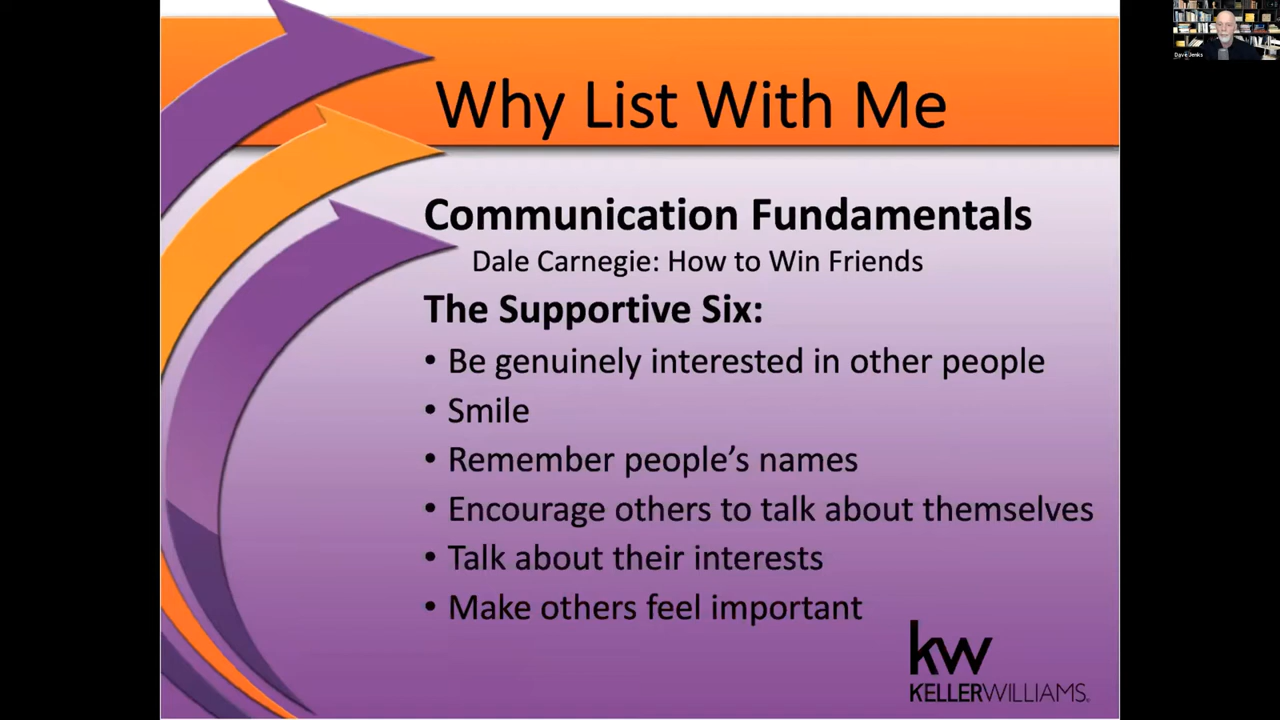 Why List With Me
Communication Fundamentals
Dale Carnegie: How to Win Friends
The Supportive Six:
• Be genuinely interested in other people
• Smile
• Remember people’s names
• Encourage others to talk about themselves
• Talk about their interests
• Make others feel important
kw
KELLERWILLIAMS.
Dave Jenks